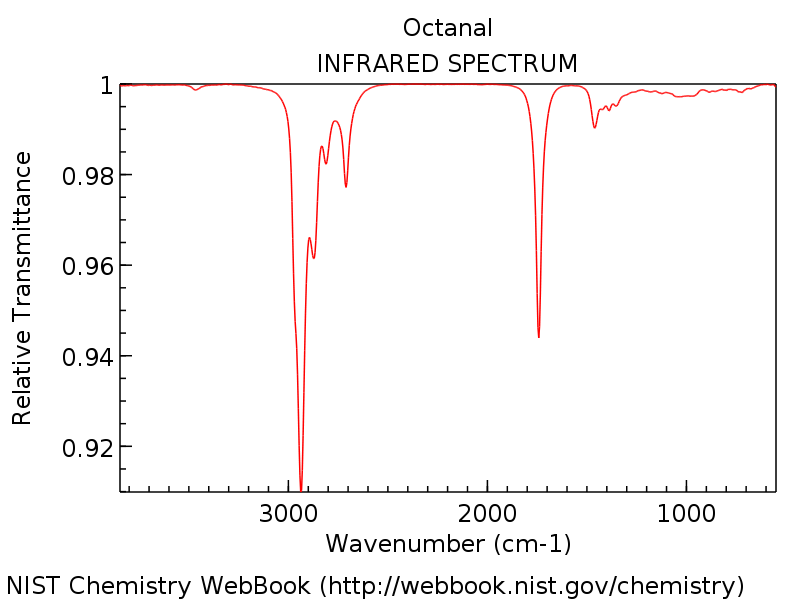 Octanal
INFRARED SPECTRUM
Relative Transmittance
1
0.98
0.96
0.94
0.92
3000 2000 1000
Wavenumber (cm-1)
NIST Chemistry WebBook (http://webbook.nist.gov/chemistry)